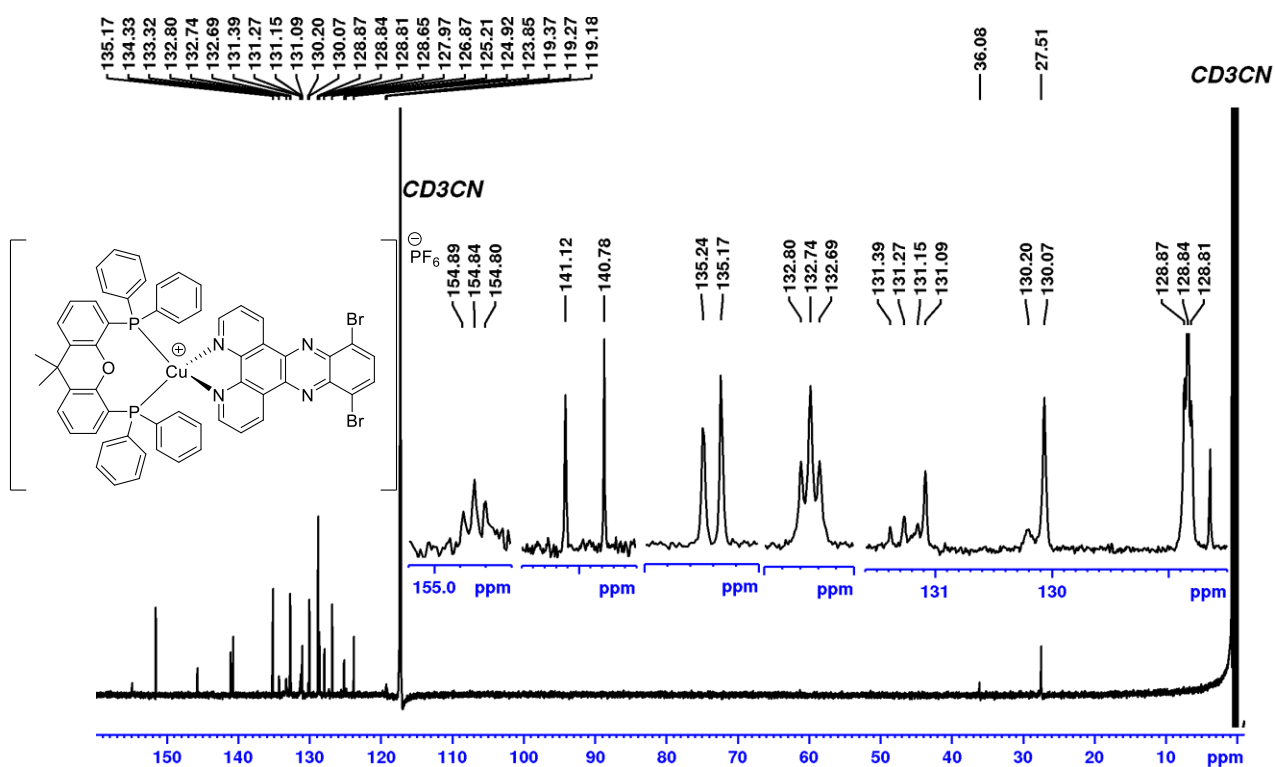 135.17
134.33
133.32
132.80
132.74
132.69
131.39
131.27
131.15
131.09
130.20
130.07
128.87
128.84
128.81
128.65
127.97
126.87
125.21
124.92
123.85
119.37
119.27
119.18
36.08
27.51
CD3CN
CD3CN
PF6
⊖
154.89
154.84
154.80
141.12
140.78
135.24
135.17
132.80
132.74
132.69
131.39
131.27
131.15
131.09
130.20
130.07
128.87
128.84
128.81
P
P
O
Cu
+
N
N
N
N
Br
Br
155.0 ppm
ppm
ppm
ppm
131 130 ppm
150 140 130 120 110 100 90 80 70 60 50 40 30 20 10 ppm